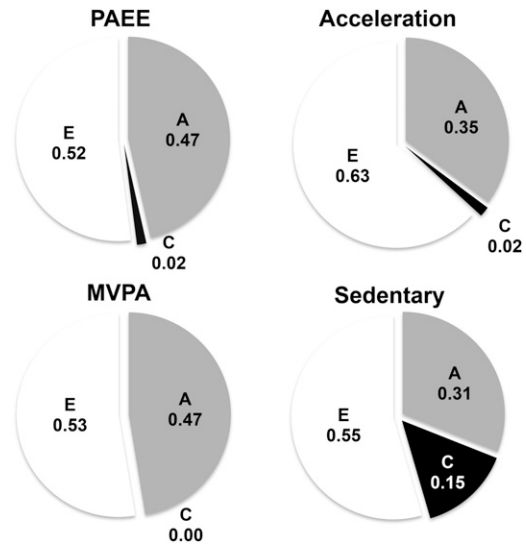 PAEE
E
0.52
A
0.47
C
0.02
Acceleration
E
0.63
A
0.35
C
0.02
MVPA
E
0.53
A
0.47
C
0.00
Sedentary
E
0.55
A
0.31
C
0.15